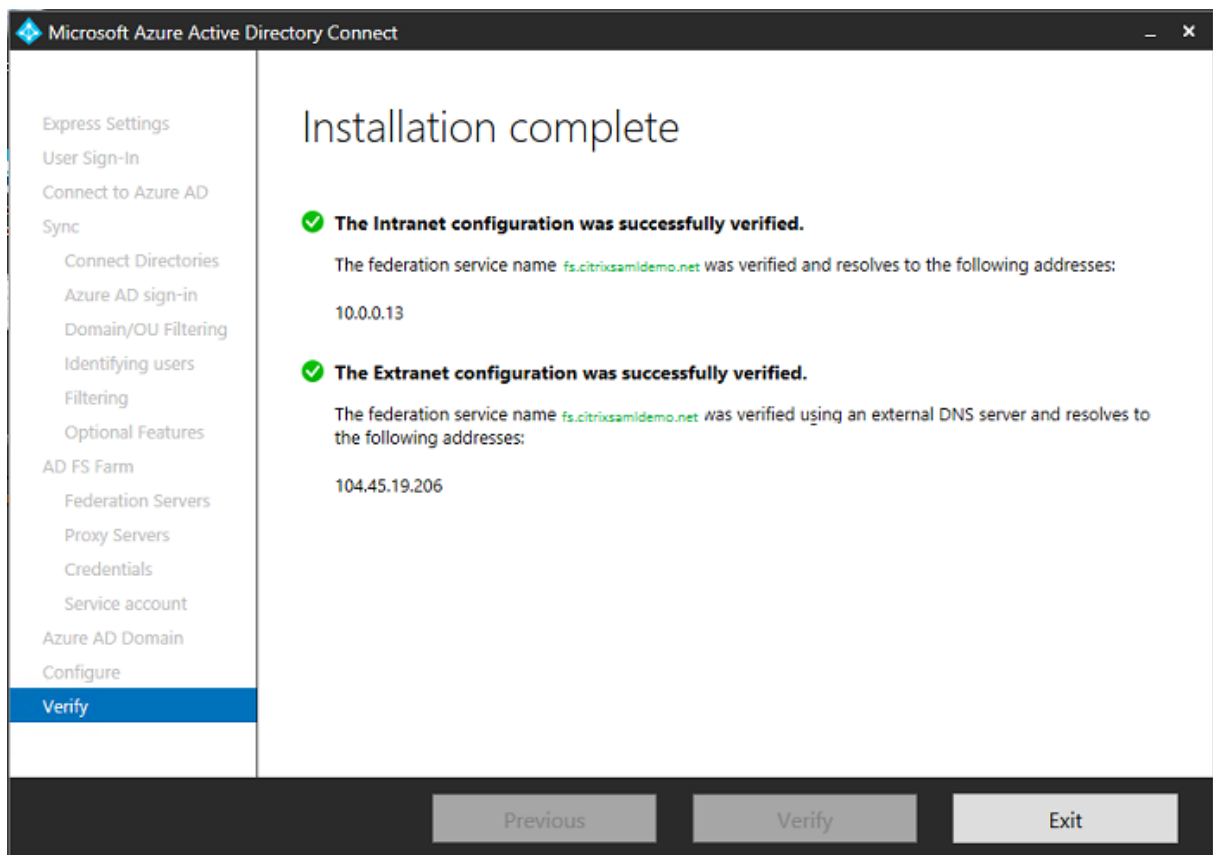 Microsoft Azure Active Directory Connect
Express Settings
User Sign-In
Connect to Azure AD
Sync
Connect Directories
Azure AD sign-in
Domain/OU Filtering
Identifying users
Filtering
Optional Features
AD FS Farm
Federation Servers
Proxy Servers
Credentials
Service account
Azure AD Domain
Configure
Verify
Installation complete
The Intranet configuration was successfully verified.
The federation service name fs.citrixsamldemo.net was verified and resolves to the following addresses:
10.0.0.13
The Extranet configuration was successfully verified.
The federation service name fs.citrixsamldemo.net was verified using an external DNS server and resolves to
the following addresses:
104.45.19.206
Previous
Verify
Exit